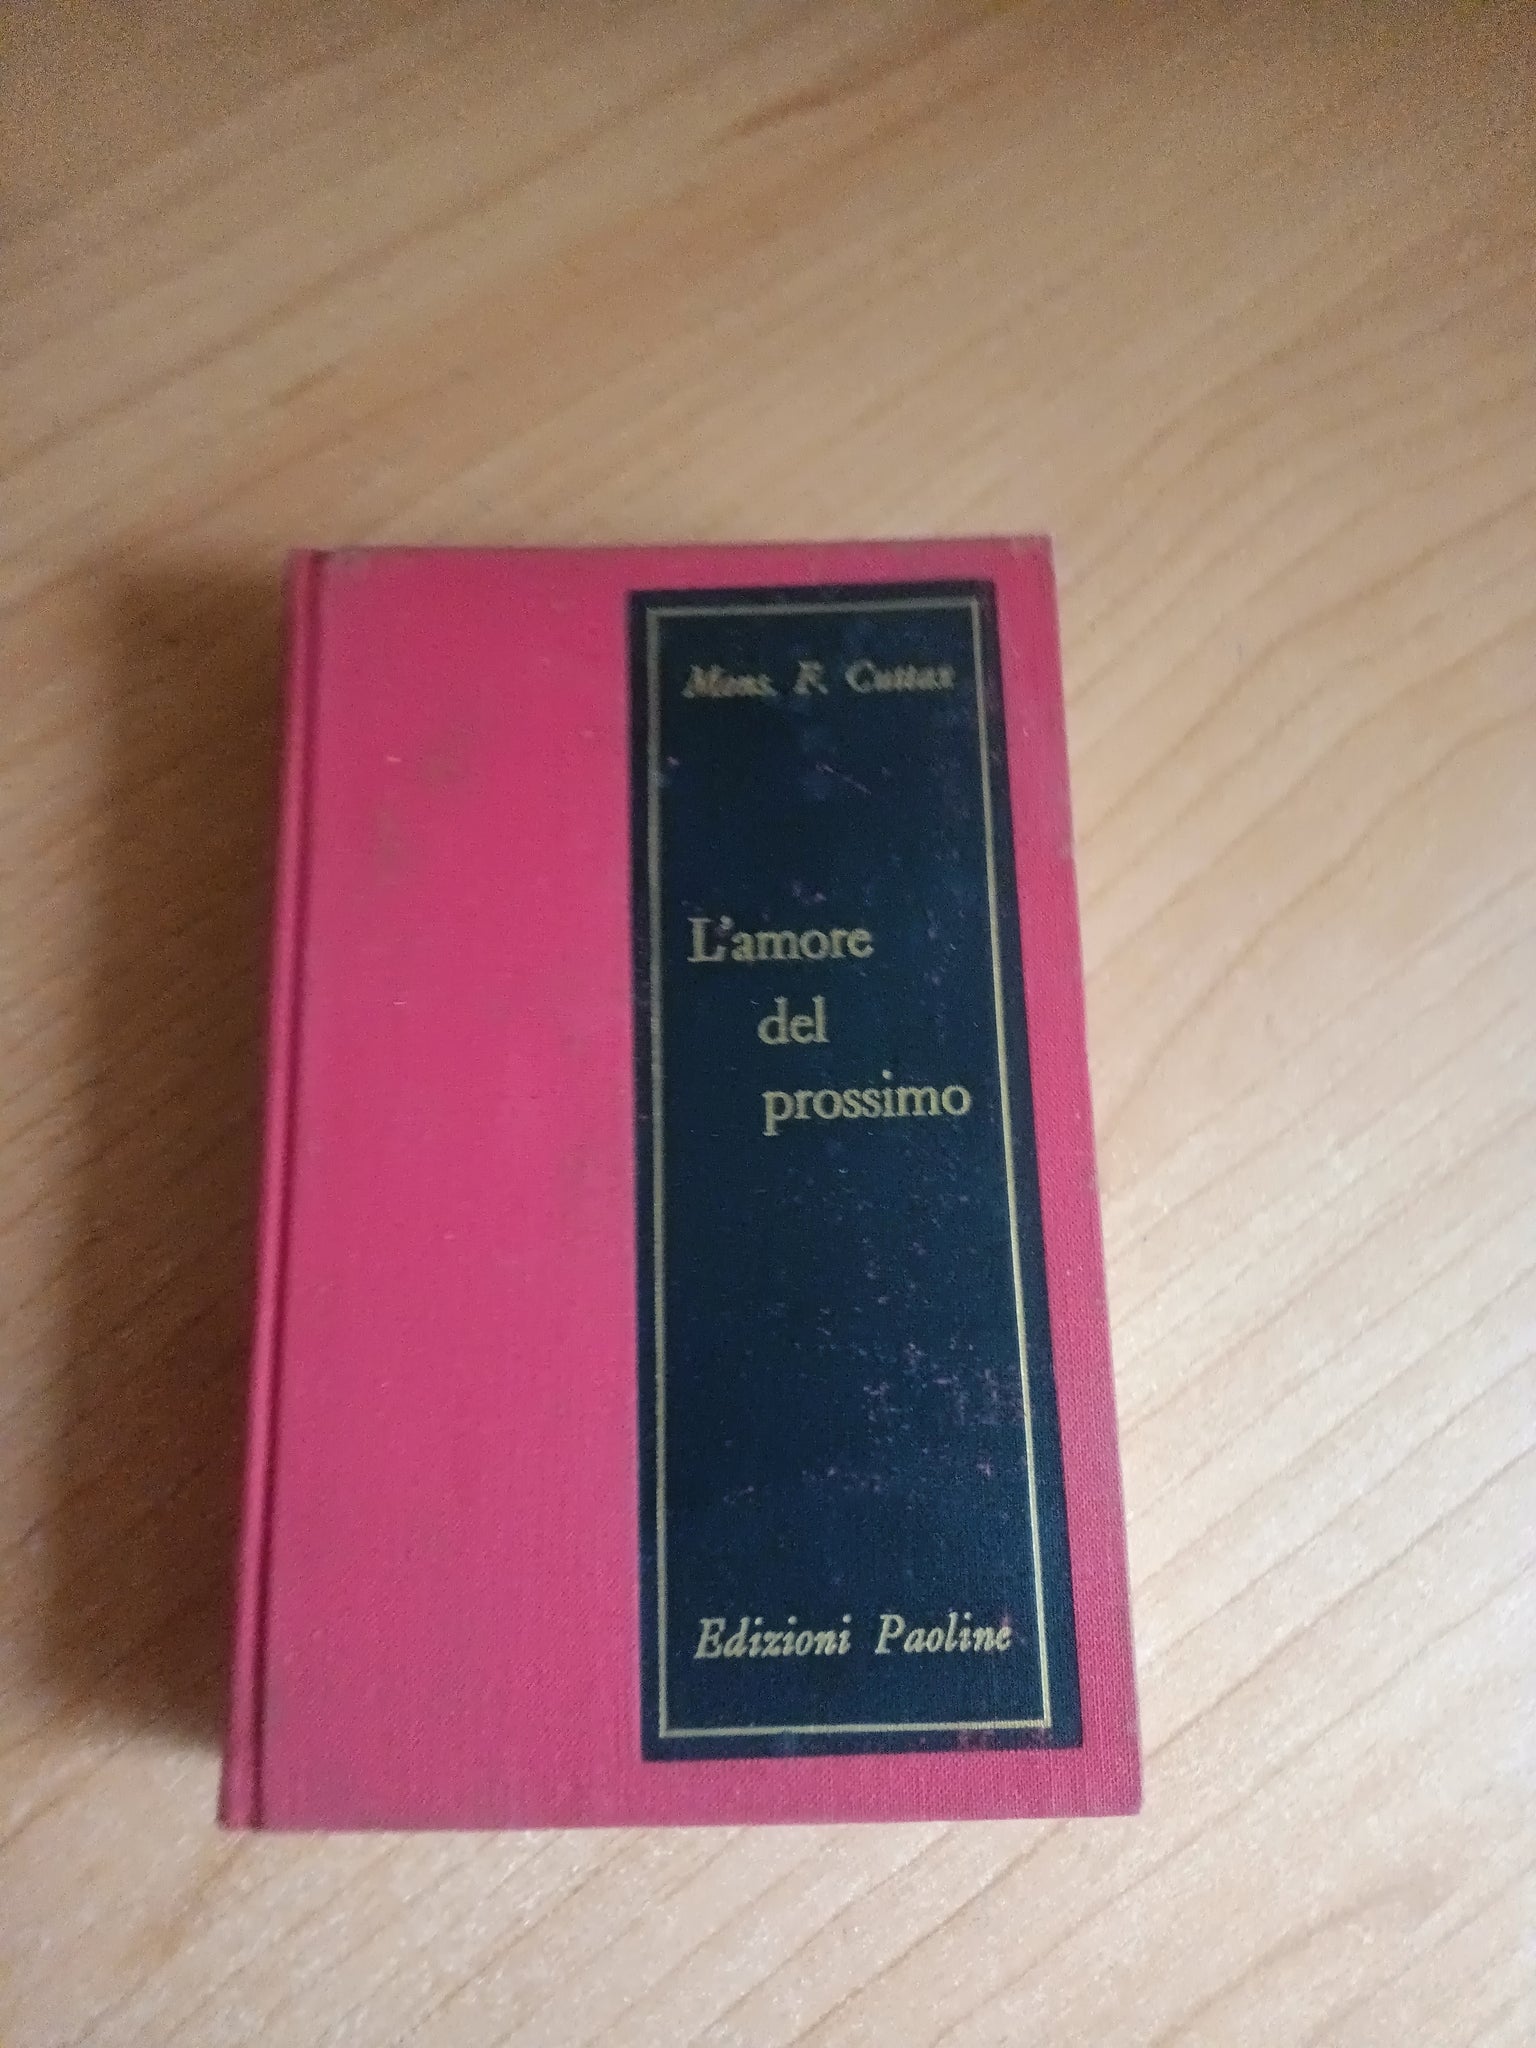 Mons. F. Cuttaz
L'amore
del
prossimo
Edizioni Paoline